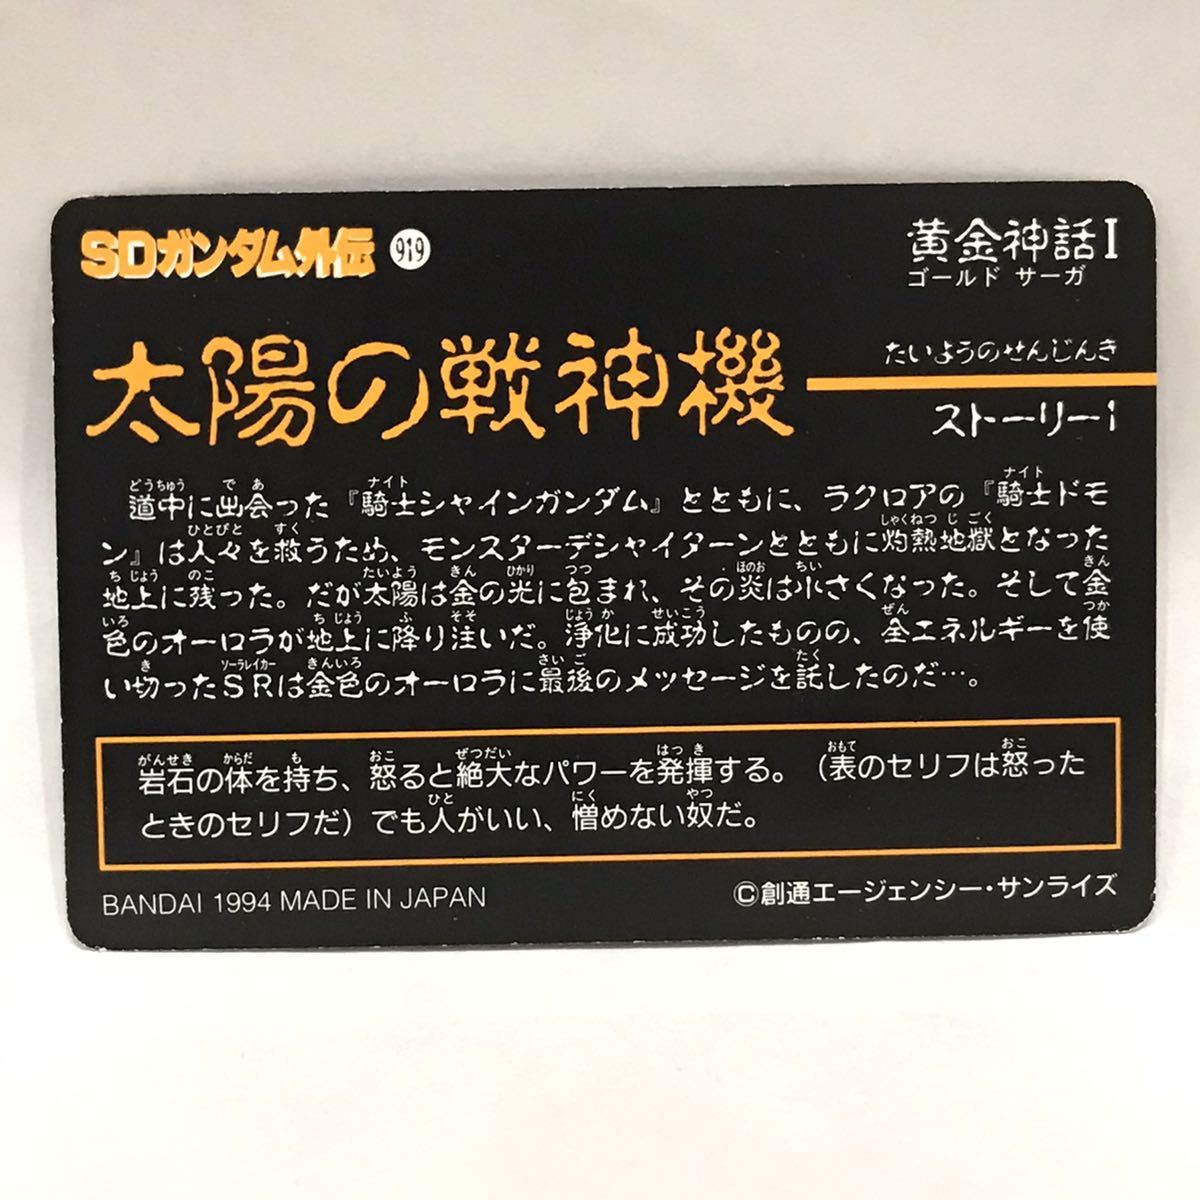 SDガンダム外伝 919
黄金神話I
ゴールド サーガ
太陽の戦神機
たいようのせんじんき
ストーリー1
道中に出会った『騎士シャインガンダム』とともに、ラクロアの『騎士ドモ
ン』は人々を救うため、モンスターデシャイターンとともに灼熱地獄となった
地上に残った。だが太陽は金の光に包まれ、その炎は小さくなった。そして金
色のオーロラが地上に降り注いだ。浄化に成功したものの、全エネルギーを使
い切ったSRは金色のオーロラに最後のメッセージを託したのだ…。
岩石の体を持ち、怒ると絶大なパワーを発揮する。（表のセリフは怒った
ときのセリフだ）でも人がいい、憎めない奴だ。
BANDAI 1994 MADE IN JAPAN
©創通エージェンシー・サンライズ